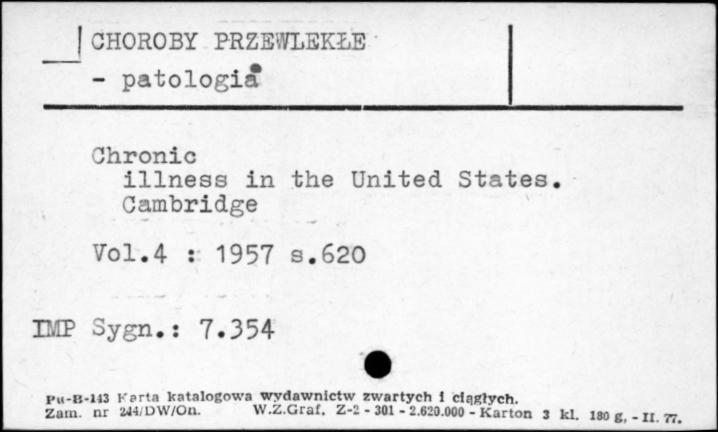 CHOROBY PRZEWLEKŁE
- patologia
Chronic
illness in the United States.
Cambridge
Vol.4 : 1957 s.620
IMP Sygn.: 7.354
Pu-B-143 Karta katalogowa wydawnictw zwartych i ciągłych.
Zam. nr 244/DW/On. W.Z.Graf. Z-2 - 301 - 2.620.000 - Karton 3 kl. 180 g. - II. 77.